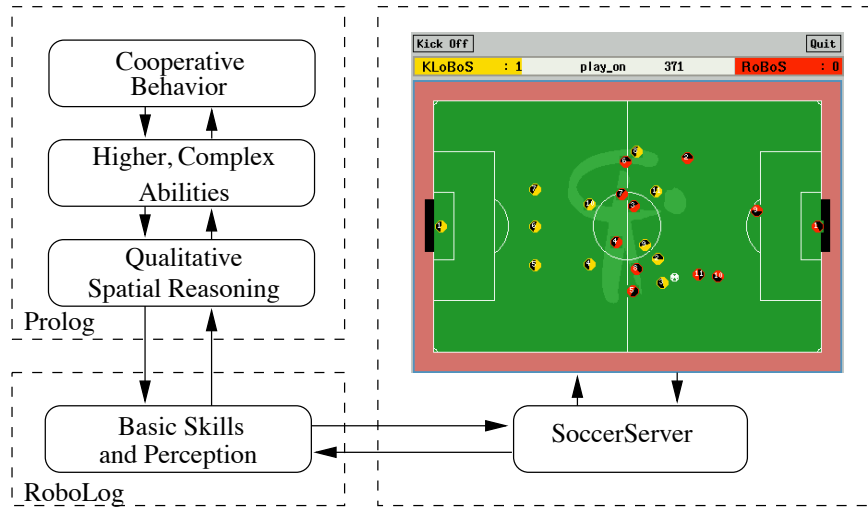 Cooperative
Behavior
Higher, Complex
Abilities
Qualitative
Spatial Reasoning
Prolog
Basic Skills
and Perception
RoboLog
Kick Off
Quit
KLoBoS : 1 play_on 371 RoBoS : 0
SoccerServer